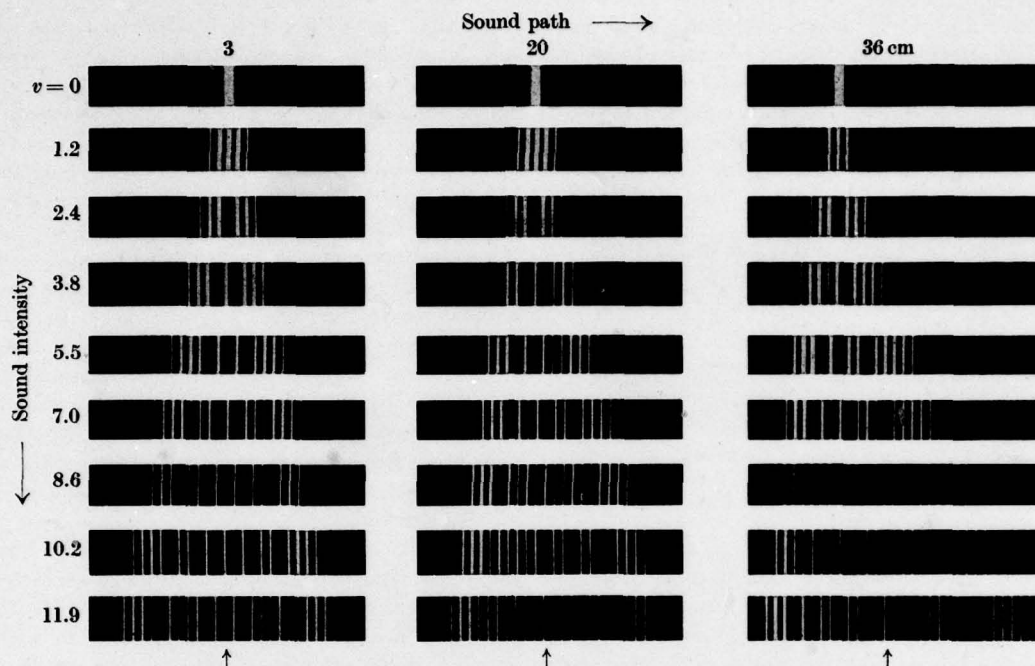 Sound path →
3 20 36 cm
v = 0
1.2
2.4
3.8
5.5
7.0
8.6
10.2
11.9
Sound intensity